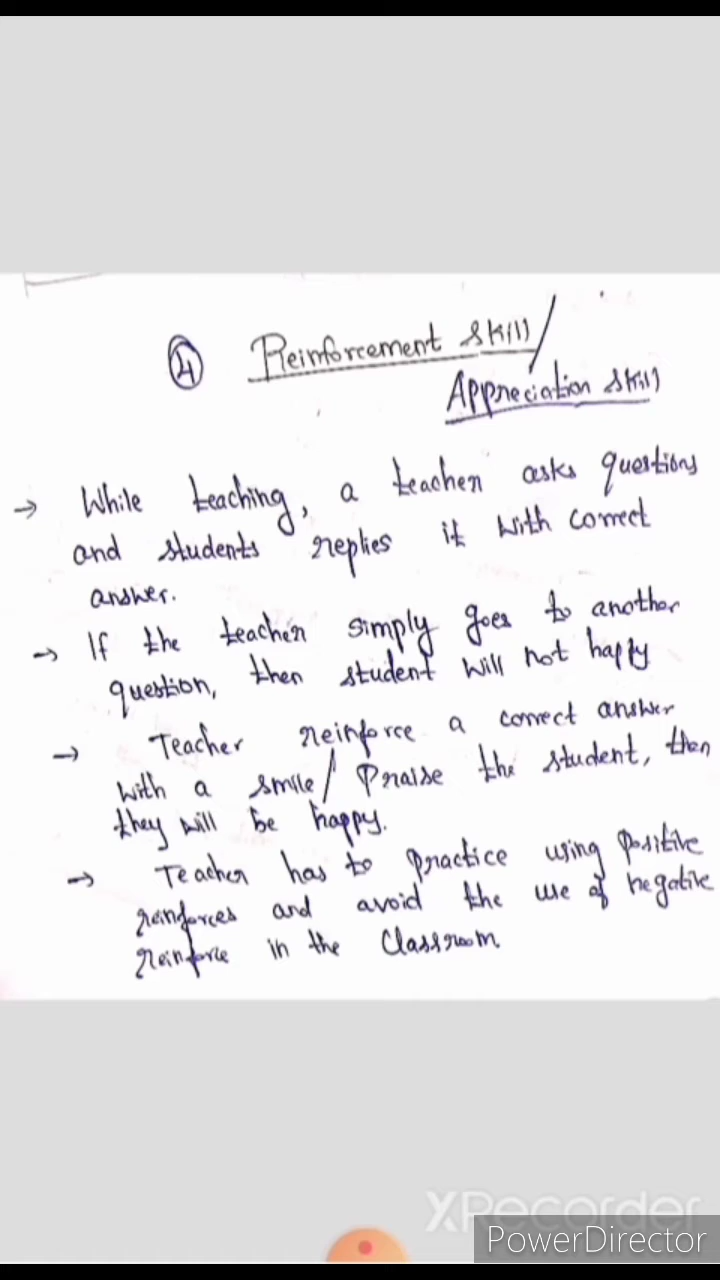 ④ Reinforcement skill/
Appreciation skill
→ While teaching, a teacher asks questions
and students replies it with correct
answer.
→ If the teacher simply goes to another
question, then student will not happy
→ Teacher reinforce a correct answer
with a smile/ Praise the student, then
they will be happy.
→ Teacher has to practice using positive
reinforces and avoid the use of negative
reinforce in the classroom
XRecorder
PowerDirector